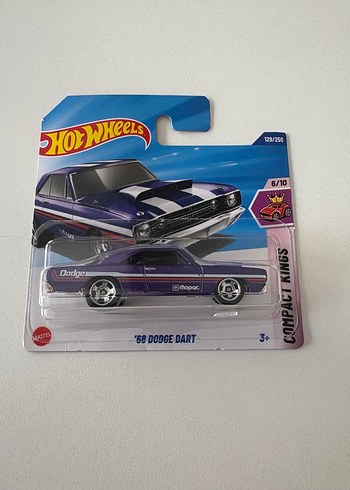 HOT WHEELS
129/250
6/10
COMPACT KINGS
Dodge
mopar.
MATTEL
'68 DODGE DART
3+